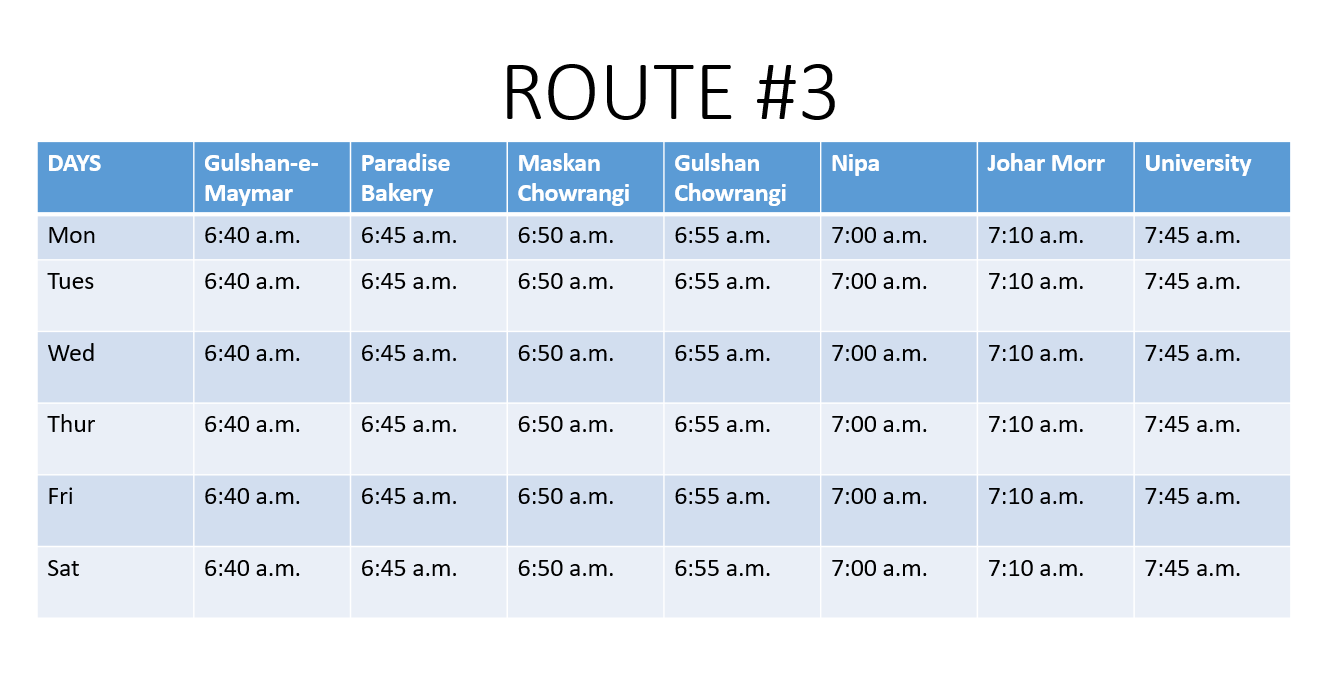 ROUTE #3
DAYS Gulshan-e-Maymar Paradise Bakery Maskan Chowrangi Gulshan Chowrangi Nipa Johar Morr University
Mon 6:40 a.m. 6:45 a.m. 6:50 a.m. 6:55 a.m. 7:00 a.m. 7:10 a.m. 7:45 a.m.
Tues 6:40 a.m. 6:45 a.m. 6:50 a.m. 6:55 a.m. 7:00 a.m. 7:10 a.m. 7:45 a.m.
Wed 6:40 a.m. 6:45 a.m. 6:50 a.m. 6:55 a.m. 7:00 a.m. 7:10 a.m. 7:45 a.m.
Thur 6:40 a.m. 6:45 a.m. 6:50 a.m. 6:55 a.m. 7:00 a.m. 7:10 a.m. 7:45 a.m.
Fri 6:40 a.m. 6:45 a.m. 6:50 a.m. 6:55 a.m. 7:00 a.m. 7:10 a.m. 7:45 a.m.
Sat 6:40 a.m. 6:45 a.m. 6:50 a.m. 6:55 a.m. 7:00 a.m. 7:10 a.m. 7:45 a.m.